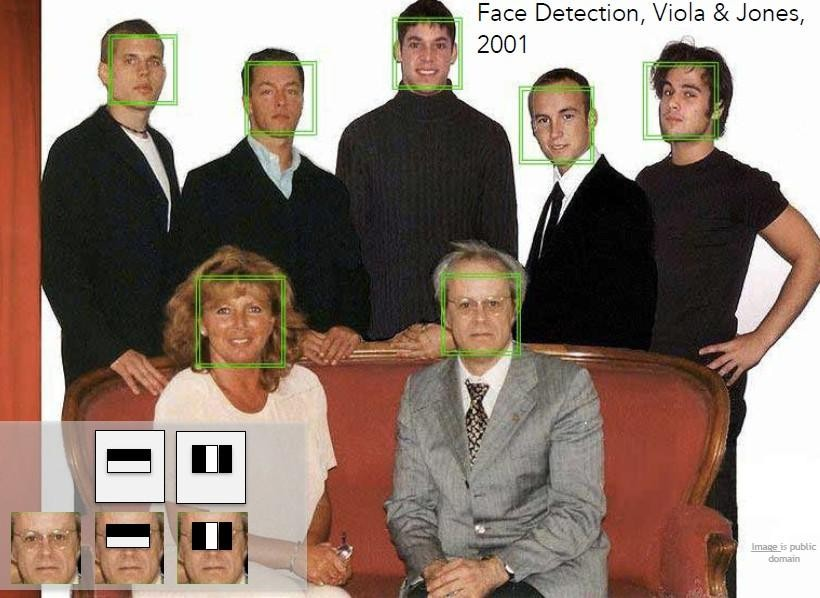 Face Detection, Viola & Jones,
2001
Image is public
domain